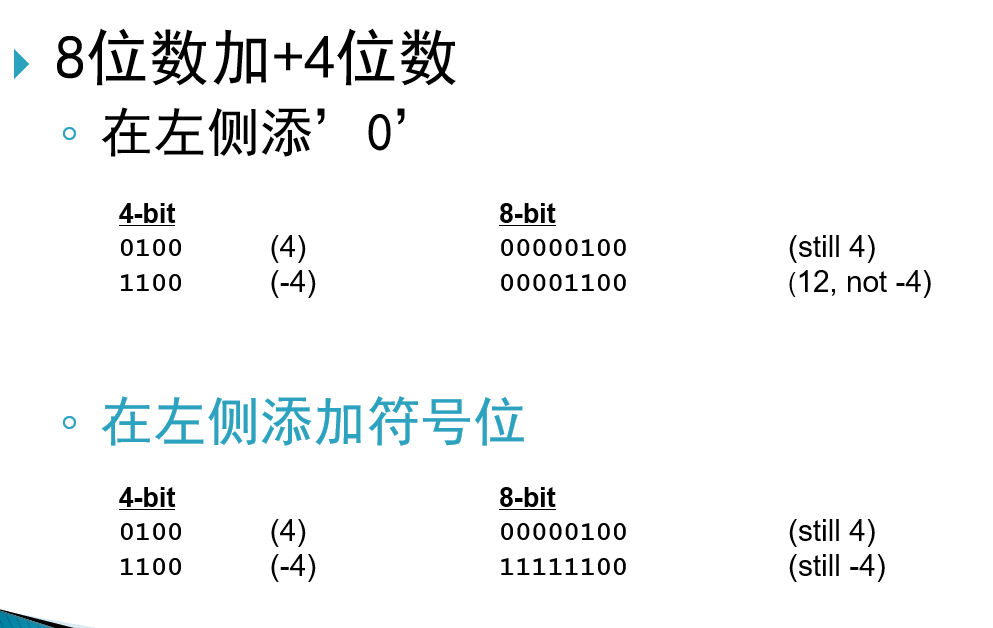 8位数加+4位数
在左侧添’0’
4-bit 8-bit
0100 (4) 00000100 (still 4)
1100 (-4) 00001100 (12, not -4)
在左侧添加符号位
4-bit 8-bit
0100 (4) 00000100 (still 4)
1100 (-4) 11111100 (still -4)